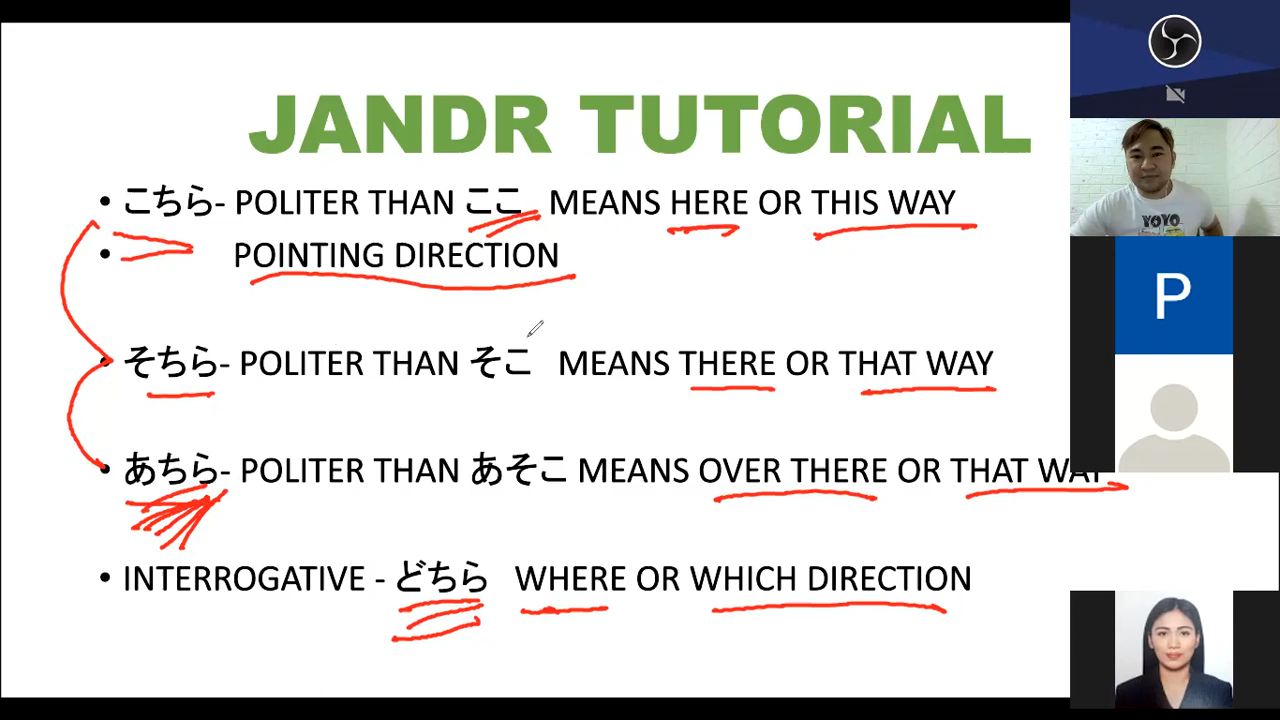 JANDR TUTORIAL
• こちら- POLITER THAN ここ MEANS HERE OR THIS WAY
• POINTING DIRECTION
• そちら- POLITER THAN そこ MEANS THERE OR THAT WAY
• あちら- POLITER THAN あそこ MEANS OVER THERE OR THAT WAY
• INTERROGATIVE - どちら WHERE OR WHICH DIRECTION
YOYO
P